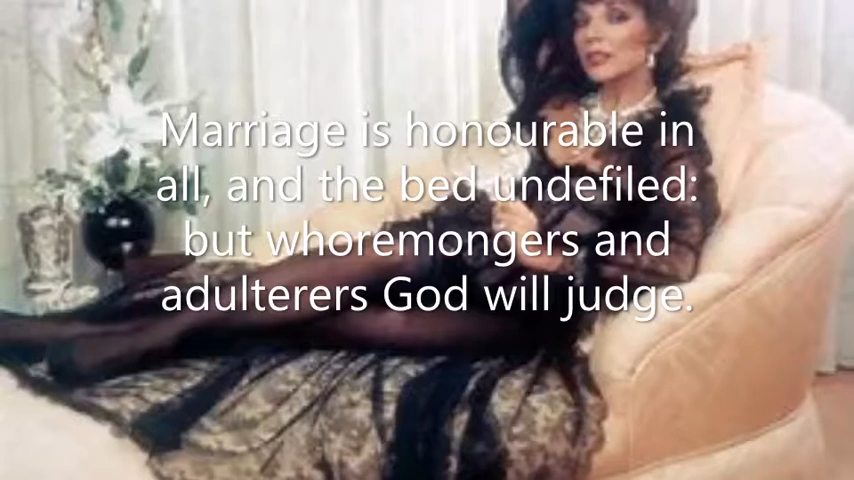 Marriage is honourable in
all, and the bed undefiled:
but whoremongers and
adulterers God will judge.